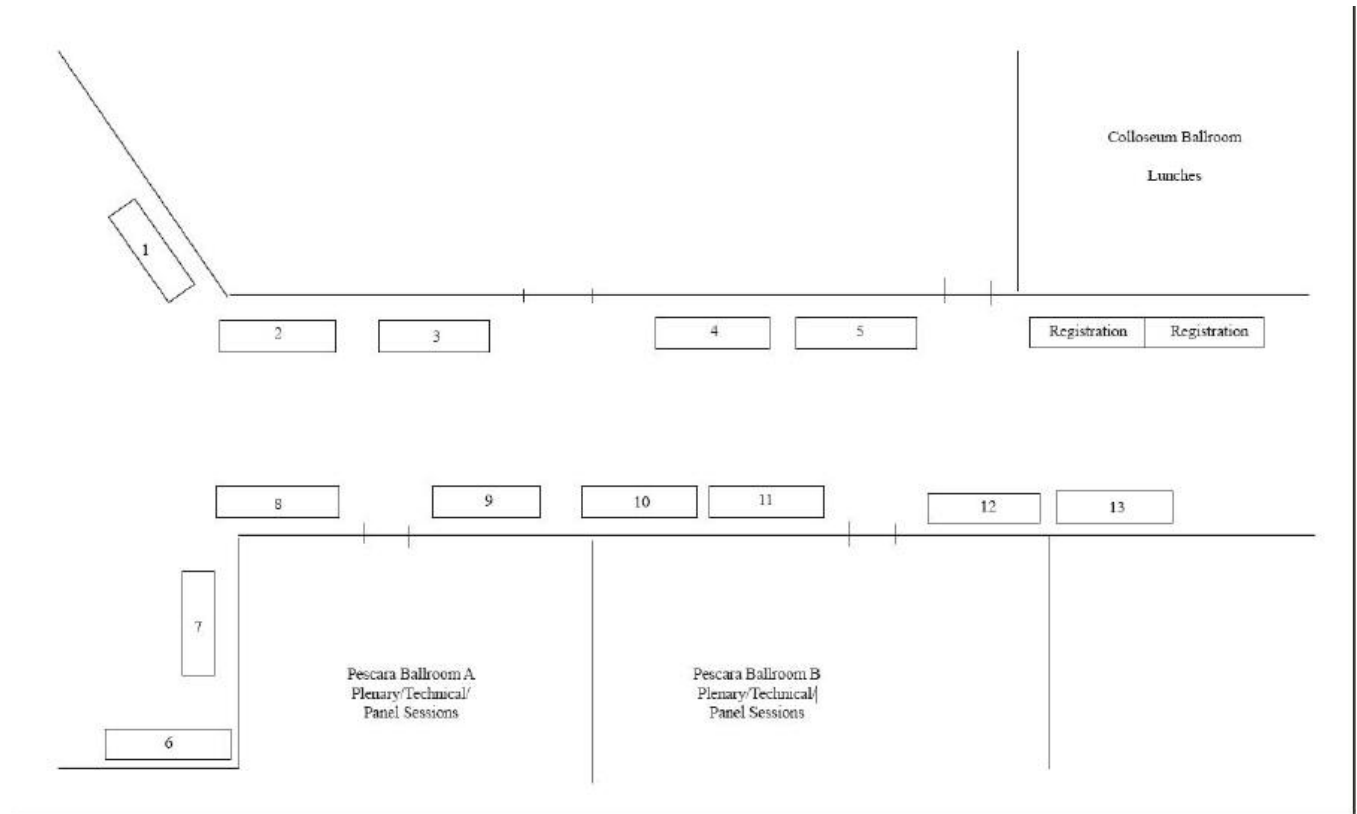 Colloseum Ballroom
Lunches
1
2
3
4
5
Registration
Registration
8
9
10
11
12
13
7
Pescara Ballroom A
Plenary/Technical/
Panel Sessions
Pescara Ballroom B
Plenary/Technical/
Panel Sessions
6